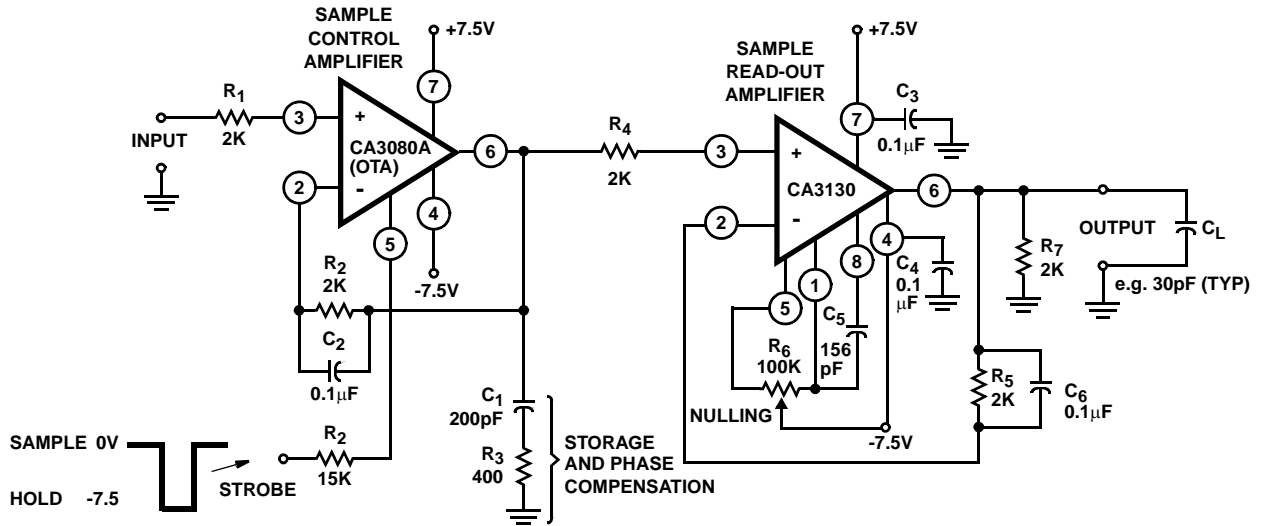 SAMPLE
CONTROL
AMPLIFIER
+7.5V
7
R1
2K
INPUT
3
+
CA3080A
(OTA)
2
-
6
4
5
-7.5V
R2
2K
C2
0.1µF
R4
2K
C1
200pF
R3
400
STORAGE
AND PHASE
COMPENSATION
SAMPLE 0V
HOLD -7.5
STROBE
R2
15K
SAMPLE
READ-OUT
AMPLIFIER
+7.5V
7
C3
0.1µF
3
+
CA3130
2
-
6
4
8
1
5
C4
0.1
µF
C5
156
pF
R6
100K
NULLING
-7.5V
R7
2K
OUTPUT
CL
e.g. 30pF (TYP)
R5
2K
C6
0.1µF